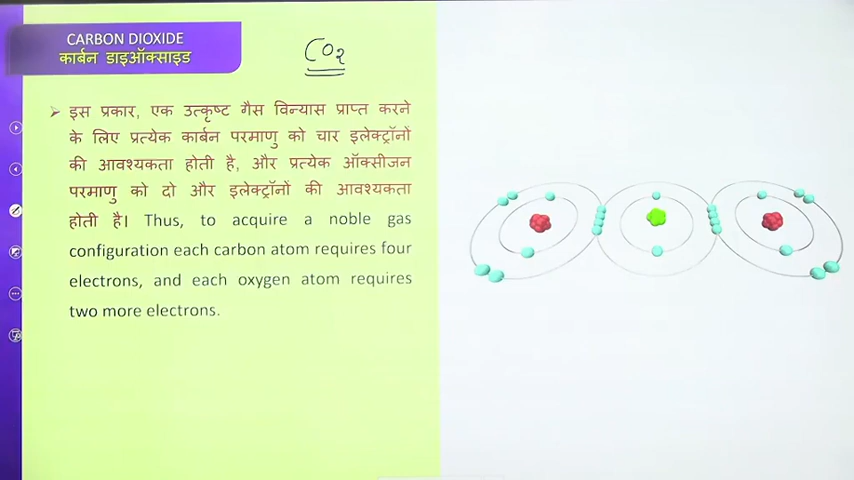 CARBON DIOXIDE
कार्बन डाइऑक्साइड
CO₂
इस प्रकार, एक उत्कृष्ट गैस विन्यास प्राप्त करने
के लिए प्रत्येक कार्बन परमाणु को चार इलेक्ट्रॉनों
की आवश्यकता होती है, और प्रत्येक ऑक्सीजन
परमाणु को दो और इलेक्ट्रॉनों की आवश्यकता
होती है। Thus, to acquire a noble gas
configuration each carbon atom requires four
electrons, and each oxygen atom requires
two more electrons.